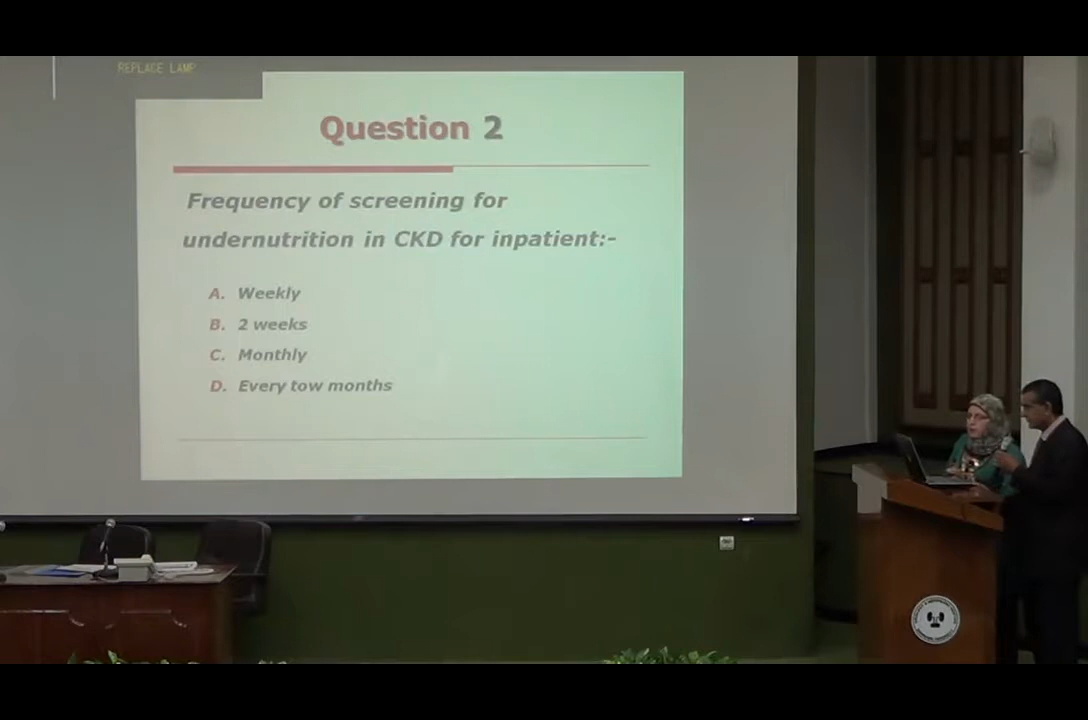 REPLACE LAMP
Question 2
Frequency of screening for
undernutrition in CKD for inpatient:-
A. Weekly
B. 2 weeks
C. Monthly
D. Every tow months